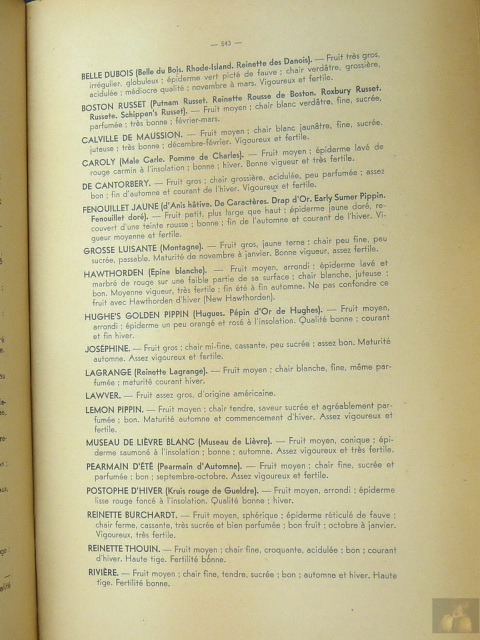 — 543 —
BELLE DUBOIS (Belle du Bois. Rhode-Island. Reinette des Danois). — Fruit très gros,
irrégulier, globuleux ; épiderme vert picté de fauve ; chair verdâtre, grossière,
acidulée ; médiocre qualité ; novembre à mars. Vigoureux et fertile.
BOSTON RUSSET (Putnam Russet. Reinette Rousse de Boston. Roxbury Russet.
Russete. Schippen's Russet). — Fruit moyen ; chair blanc verdâtre, fine, sucrée,
parfumée ; très bonne ; février-mars.
CALVILLE DE MAUSSION. — Fruit moyen ; chair blanc jaunâtre, fine, sucrée,
juteuse ; très bonne ; décembre-février. Vigoureux et fertile.
CAROLY (Male Carle. Pomme de Charles). — Fruit moyen ; épiderme lavé de
rouge carmin à l'insolation ; bonne ; hiver. Bonne vigueur et très fertile.
DE CANTORBERY. — Fruit gros ; chair grossière, acidulée, peu parfumée ; assez
bon ; fin d'automne et courant de l'hiver. Vigoureux et fertile.
FENOUILLET JAUNE (d'Anis hâtive. De Caractères. Drap d'Or. Early Sumer Pippin.
Fenouillet doré). — Fruit petit, plus large que haut ; épiderme jaune doré, re-
couvert d'une teinte rousse ; bonne ; fin de l'automne et courant de l'hiver. Vi-
gueur moyenne et fertile.
GROSSE LUISANTE (Montagne). — Fruit gros, jaune terne ; chair peu fine, peu
sucrée, passable. Maturité de novembre à janvier. Bonne vigueur, assez fertile.
HAWTHORDEN (Epine blanche). — Fruit moyen, arrondi ; épiderme lavé et
marbré de rouge sur une faible partie de sa surface ; chair blanche, juteuse ;
bon. Moyenne vigueur, très fertile ; fin été à fin automne. Ne pas confondre ce
fruit avec Hawthorden d'hiver (New Hawthorden).
HUGHE'S GOLDEN PIPPIN (Hugues. Pépin d'Or de Hughes). — Fruit moyen,
arrondi ; épiderme un peu orangé et rosé à l'insolation. Qualité bonne ; courant
et fin hiver.
JOSÉPHINE. — Fruit gros ; chair mi-fine, cassante, peu sucrée ; assez bon. Maturité
automne. Assez vigoureux et fertile.
LAGRANGE (Reinette Lagrange). — Fruit moyen ; chair blanche, fine, même par-
fumée ; maturité courant hiver.
LAWVER. — Fruit assez gros, d'origine américaine.
LEMON PIPPIN. — Fruit moyen ; chair tendre, saveur sucrée et agréablement par-
fumée ; bon. Maturité automne et commencement d'hiver. Assez vigoureux et
fertile.
MUSEAU DE LIÈVRE BLANC (Museau de Lièvre). — Fruit moyen, conique ; épi-
derme saumoné à l'insolation ; bonne ; automne. Assez vigoureux et très fertile.
PEARMAIN D'ÉTÉ (Pearmain d'Automne). — Fruit moyen ; chair fine, sucrée et
parfumée ; bon ; septembre-octobre. Assez vigoureux et fertile.
POSTOPHE D'HIVER (Kruis rouge de Gueldre). — Fruit moyen, arrondi ; épiderme
lisse rouge foncé à l'insolation. Qualité bonne ; hiver.
REINETTE BURCHARDT. — Fruit moyen, sphérique ; épiderme réticulé de fauve ;
chair ferme, cassante, très sucrée et bien parfumée ; bon fruit ; octobre à janvier.
Vigoureux, très fertile.
REINETTE THOUIN. — Fruit moyen ; chair fine, croquante, acidulée ; bon ; courant
d'hiver. Haute tige. Fertilité bonne.
RIVIÈRE. — Fruit moyen ; chair fine, tendre, sucrée ; bon ; automne et hiver. Haute
tige. Fertilité bonne.